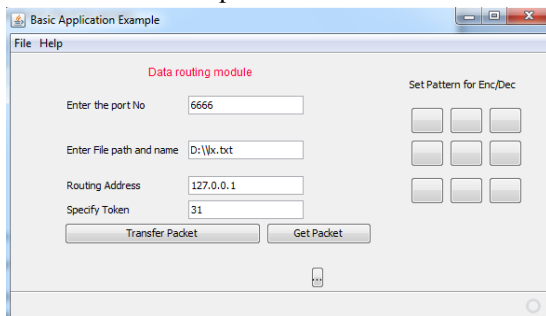 Basic Application Example
File Help
Data routing module
Set Pattern for Enc/Dec
Enter the port No 6666
Enter File path and name D:\\lx.txt
Routing Address 127.0.0.1
Specify Token 31
Transfer Packet Get Packet
...